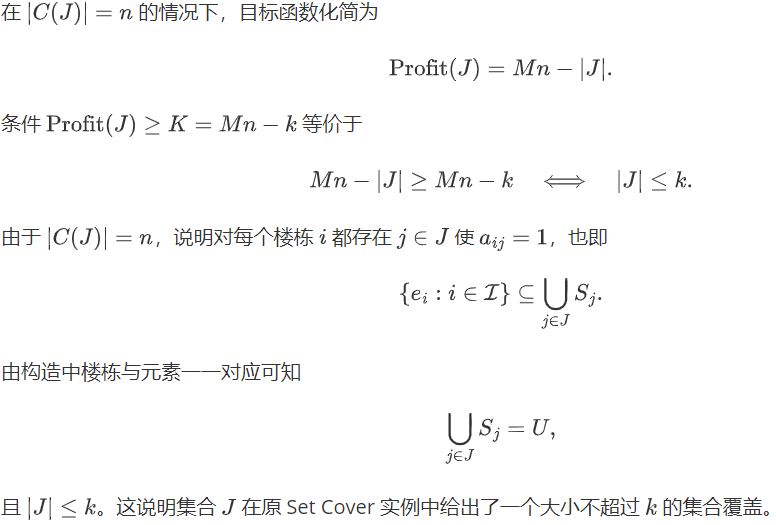 在 |C(J)| = n 的情况下，目标函数化简为
Profit(J) = Mn − |J|.
条件 Profit(J) ≥ K = Mn − k 等价于
Mn − |J| ≥ Mn − k ⟺ |J| ≤ k.
由于 |C(J)| = n，说明对每个楼栋 i 都存在 j ∈ J 使 a_{ij} = 1，也即
{e_i : i ∈ 𝓘} ⊆ ⋃_{j∈J} S_j.
由构造中楼栋与元素一一对应可知
⋃_{j∈J} S_j = U,
且 |J| ≤ k。这说明集合 J 在原 Set Cover 实例中给出了一个大小不超过 k 的集合覆盖。